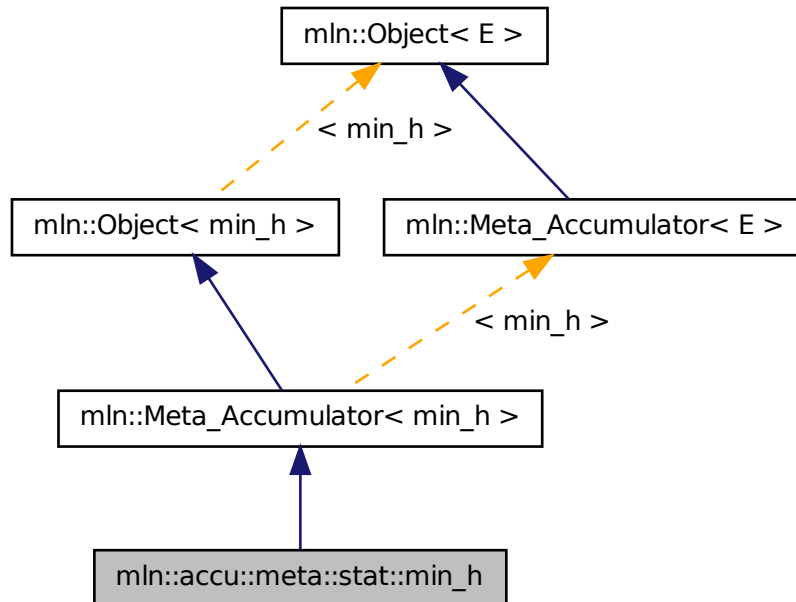 mln::Object< E >
< min_h >
mln::Object< min_h >
mln::Meta_Accumulator< E >
< min_h >
mln::Meta_Accumulator< min_h >
mln::accu::meta::stat::min_h